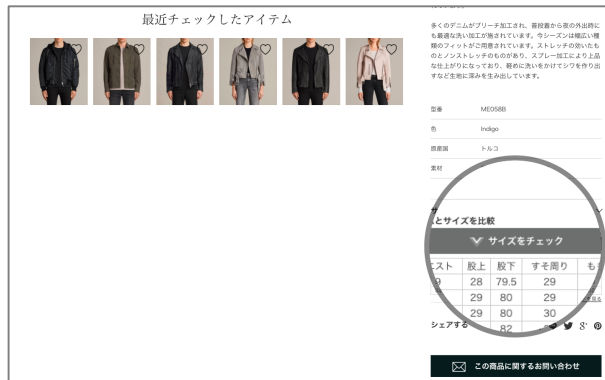 最近チェックしたアイテム
多くのデニムがブリーチ加工され、普段着から夜の外出時に
も最適な洗い加工が施されています。今シーズンは幅広い種
類のフィットがご用意されています。ストレッチの効いたも
のとノンストレッチのものがあり、スプレー加工により上品
な仕上がりになっており、軽めに洗いをかけてシワを作り出
すなど生地に深みを生み出しています。
型番 ME058B
色 Indigo
原産国 トルコ
素材
とサイズを比較
サイズをチェック
エスト 股上 股下 すそ周り も
9 28 79.5 29
29 80 29
29 80 30
82
を見る
シェアする
この商品に関するお問い合わせ